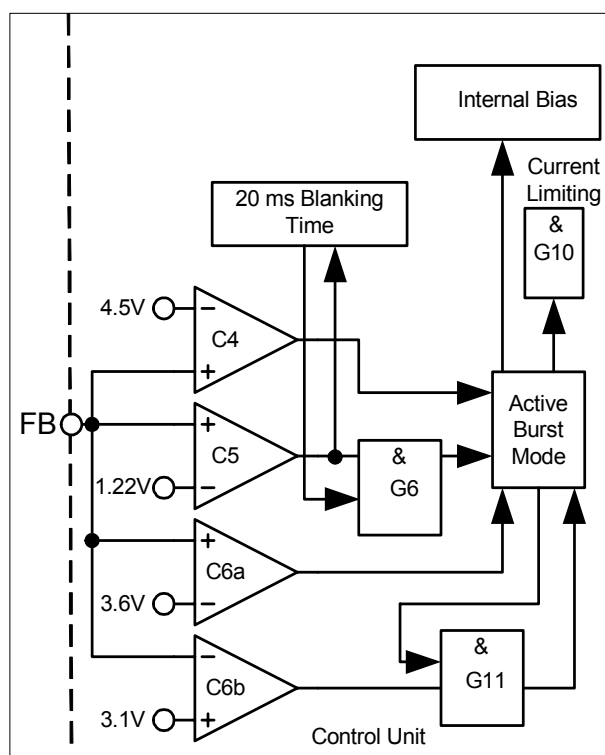 Internal Bias
Current
Limiting
20 ms Blanking
Time
&
G10
4.5V
−
C4
+
FB
+
C5
−
1.22V
&
G6
Active
Burst
Mode
+
C6a
−
3.6V
−
C6b
+
3.1V
&
G11
Control Unit